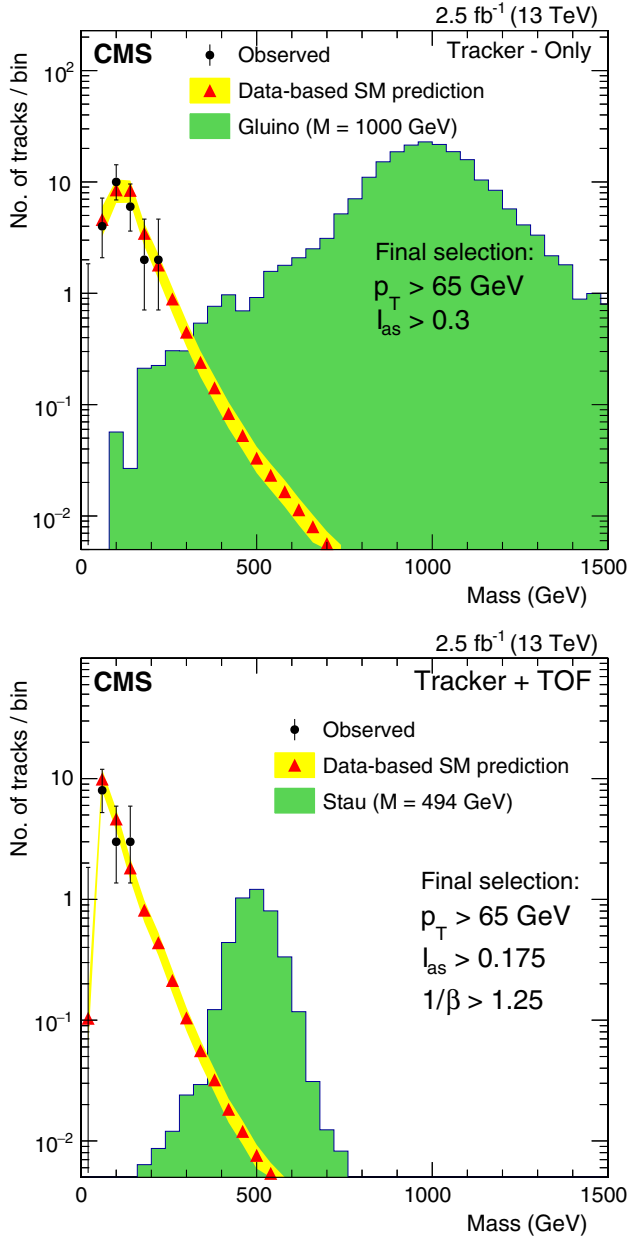 2.5 fb⁻¹ (13 TeV)
CMS
Tracker - Only
Observed
Data-based SM prediction
Gluino (M = 1000 GeV)
Final selection:
p_T > 65 GeV
I_as > 0.3
No. of tracks / bin
10²
10
1
10⁻¹
10⁻²
0 500 1000 1500
Mass (GeV)
2.5 fb⁻¹ (13 TeV)
CMS
Tracker + TOF
Observed
Data-based SM prediction
Stau (M = 494 GeV)
Final selection:
p_T > 65 GeV
I_as > 0.175
1/β > 1.25
No. of tracks / bin
10
1
10⁻¹
10⁻²
0 500 1000 1500
Mass (GeV)